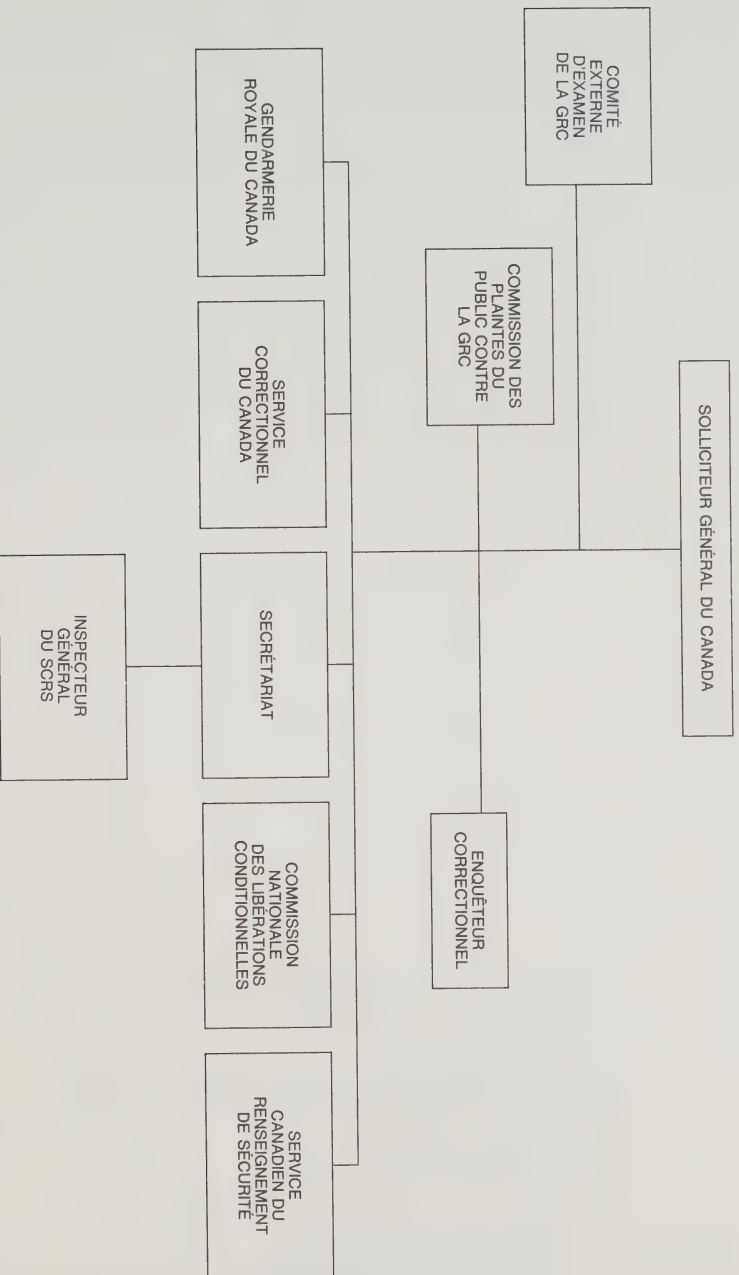 SOLLICITEUR GÉNÉRAL DU CANADA
COMITÉ
EXTERNE
D'EXAMEN
DE LA GRC
COMMISSION DES
PLAINTES DU
PUBLIC CONTRE
LA GRC
ENQUÊTEUR
CORRECTIONNEL
GENDARMERIE
ROYALE DU CANADA
SERVICE
CORRECTIONNEL
DU CANADA
SECRÉTARIAT
COMMISSION
NATIONALE
DES LIBÉRATIONS
CONDITIONNELLES
SERVICE
CANADIEN DU
RENSEIGNEMENT
DE SÉCURITÉ
INSPECTEUR
GÉNÉRAL
DU SCRS